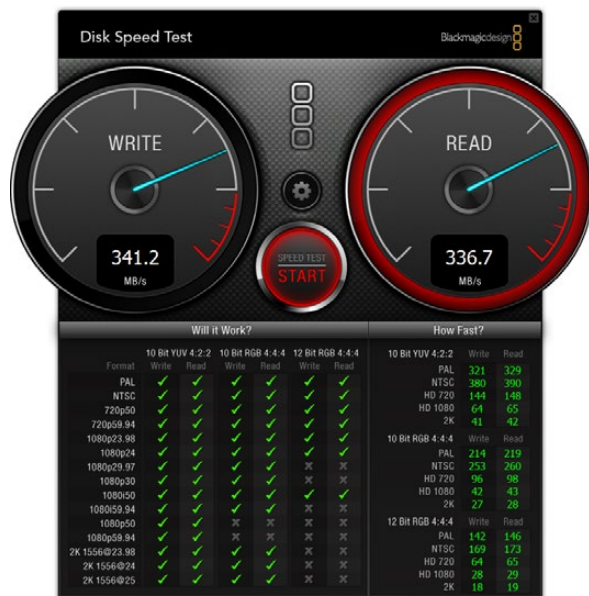 Disk Speed Test
Blackmagicdesign
WRITE
READ
341.2
MB/s
SPEED TEST
START
336.7
MB/s
Will it Work?
10 Bit YUV 4:2:2 10 Bit RGB 4:4:4 12 Bit RGB 4:4:4
Format Write Read Write Read Write Read
PAL ✓ ✓ ✓ ✓ ✓ ✓
NTSC ✓ ✓ ✓ ✓ ✓ ✓
720p50 ✓ ✓ ✓ ✓ ✓ ✓
720p59.94 ✓ ✓ ✓ ✓ ✓ ✓
1080p23.98 ✓ ✓ ✓ ✓ ✓ ✓
1080p24 ✓ ✓ ✓ ✓ ✓ ✓
1080p29.97 ✓ ✓ ✓ ✓ x x
1080p30 ✓ ✓ ✓ ✓ x x
1080i50 ✓ ✓ ✓ ✓ ✓ ✓
1080i59.94 ✓ ✓ ✓ ✓ x x
1080p50 ✓ ✓ x x x x
1080p59.94 ✓ ✓ x x x x
2K 1556@23.98 ✓ ✓ ✓ ✓ x x
2K 1556@24 ✓ ✓ ✓ ✓ x x
2K 1556@25 ✓ ✓ ✓ ✓ x x
How Fast?
10 Bit YUV 4:2:2 Write Read
PAL 321 329
NTSC 380 390
HD 720 144 148
HD 1080 64 65
2K 41 42
10 Bit RGB 4:4:4 Write Read
PAL 214 219
NTSC 253 260
HD 720 96 98
HD 1080 42 43
2K 27 28
12 Bit RGB 4:4:4 Write Read
PAL 142 146
NTSC 169 173
HD 720 64 65
HD 1080 28 29
2K 18 19